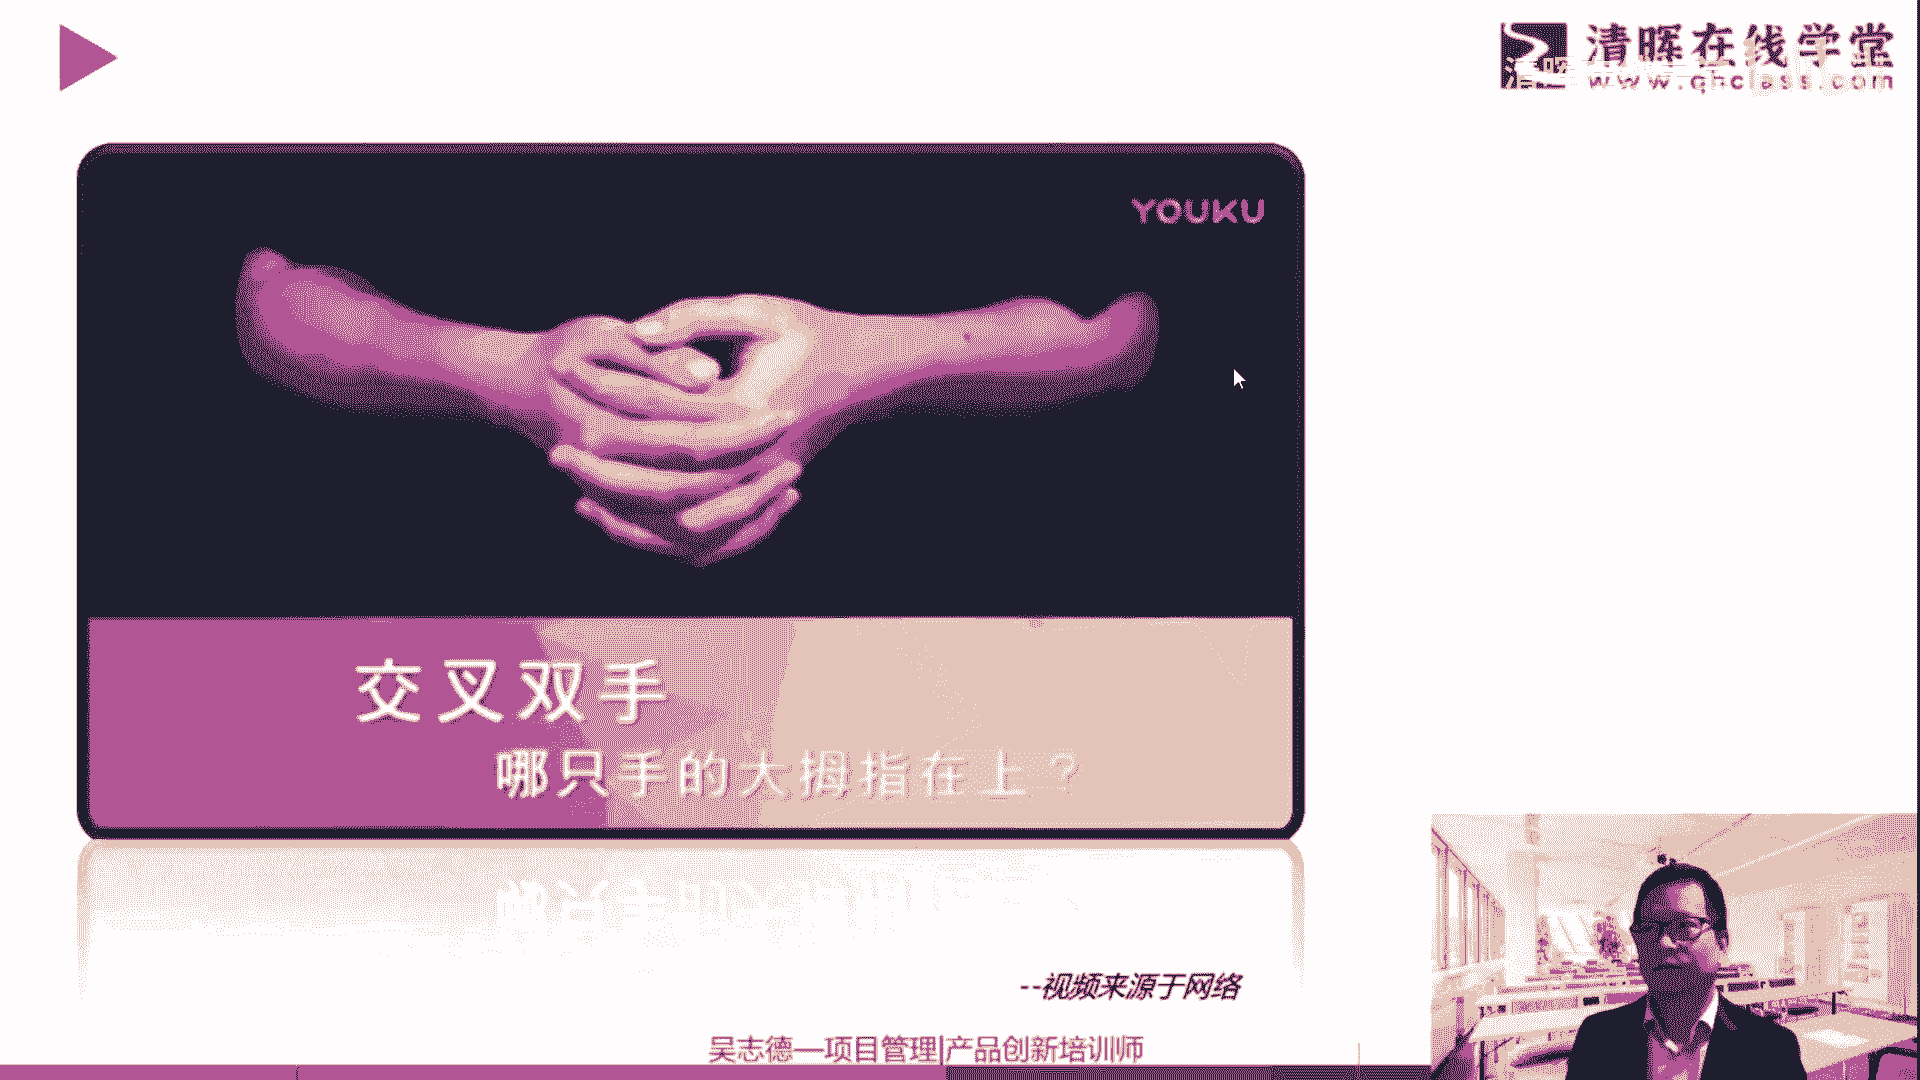 清晖在线学堂
www.qhclass.com
YOUKU
交叉双手
哪只手的大拇指在上？
--视频来源于网络
吴志德—项目管理|产品创新培训师